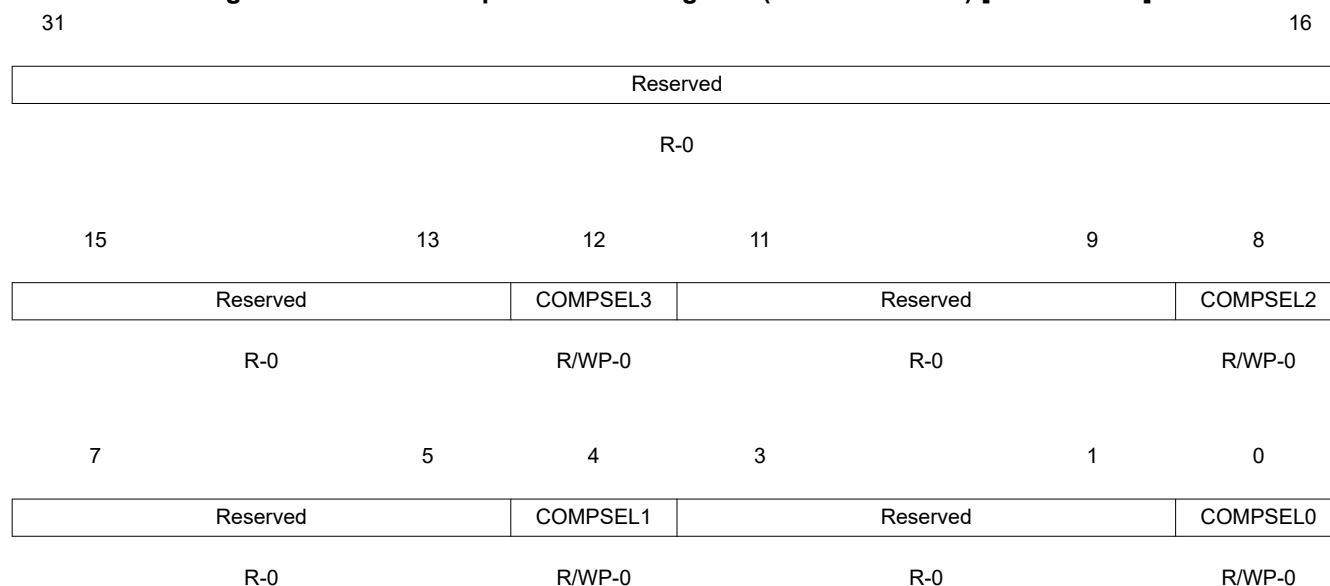 31 16
Reserved
R-0
15 13 12 11 9 8
Reserved COMPSEL3 Reserved COMPSEL2
R-0 R/WP-0 R-0 R/WP-0
7 5 4 3 1 0
Reserved COMPSEL1 Reserved COMPSEL0
R-0 R/WP-0 R-0 R/WP-0